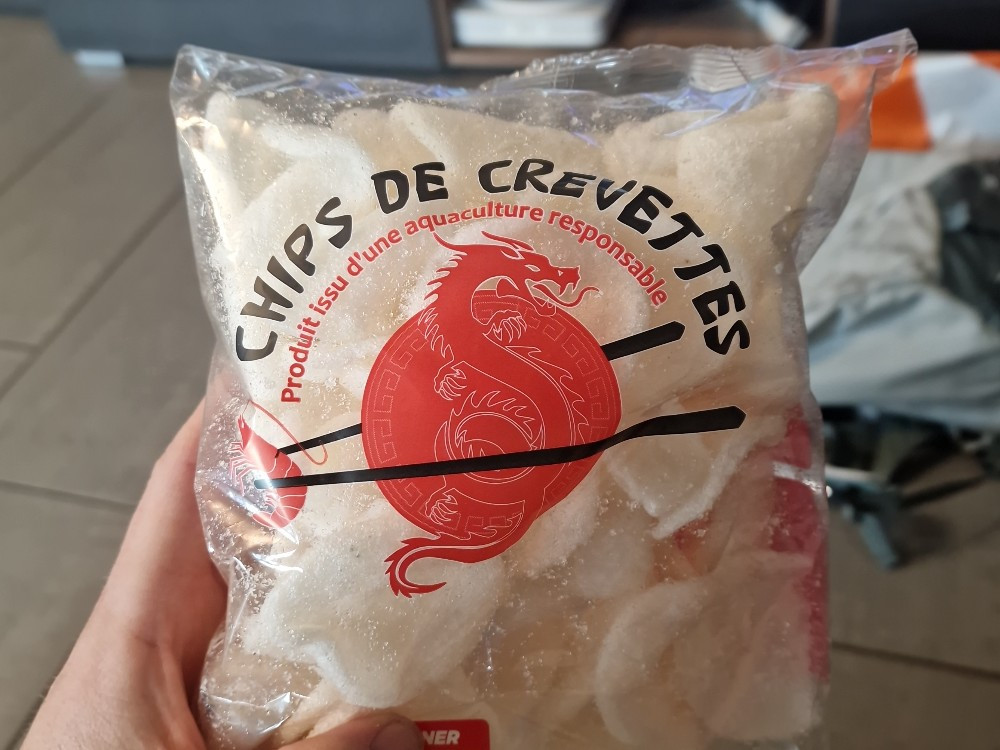 CHIPS DE CREVETTES
Produit issu d'une aquaculture responsable